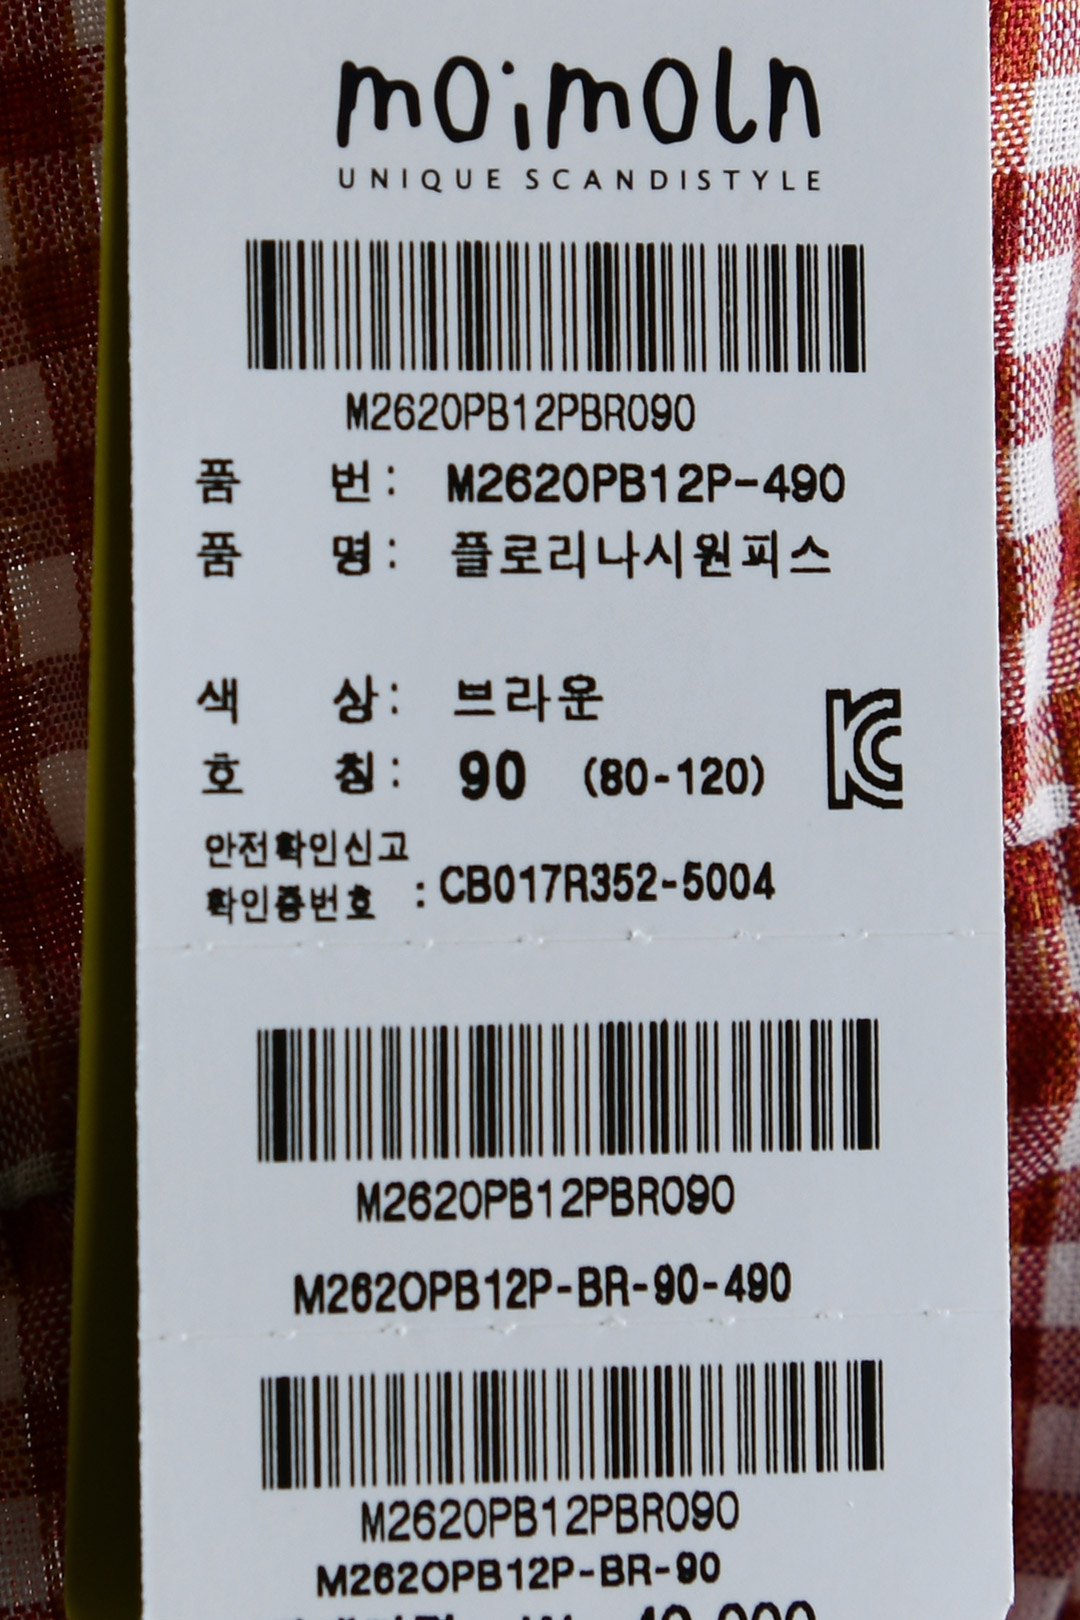 moimoln
UNIQUE SCANDISTYLE
M2620PB12PBR090
품 번 : M2620PB12P-490
품 명 : 플로리나시원피스
색 상 : 브라운
호 칭 : 90 (80-120)
안전확인신고
확인증번호 : CB017R352-5004
M2620PB12PBR090
M2620PB12P-BR-90-490
M2620PB12PBR090
M2620PB12P-BR-90